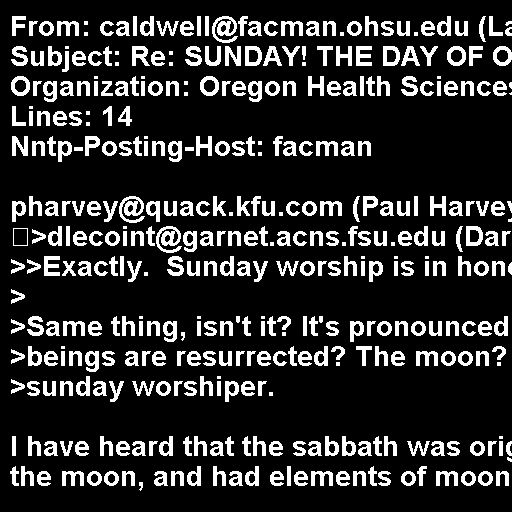 From: caldwell@facman.ohsu.edu (La
Subject: Re: SUNDAY! THE DAY OF O
Organization: Oregon Health Sciences
Lines: 14
Nntp-Posting-Host: facman

pharvey@quack.kfu.com (Paul Harvey
>dlecoint@garnet.acns.fsu.edu (Dar
>>Exactly.  Sunday worship is in hono
>
>Same thing, isn't it? It's pronounced
>beings are resurrected? The moon?
>sunday worshiper.

I have heard that the sabbath was orig
the moon, and had elements of moon